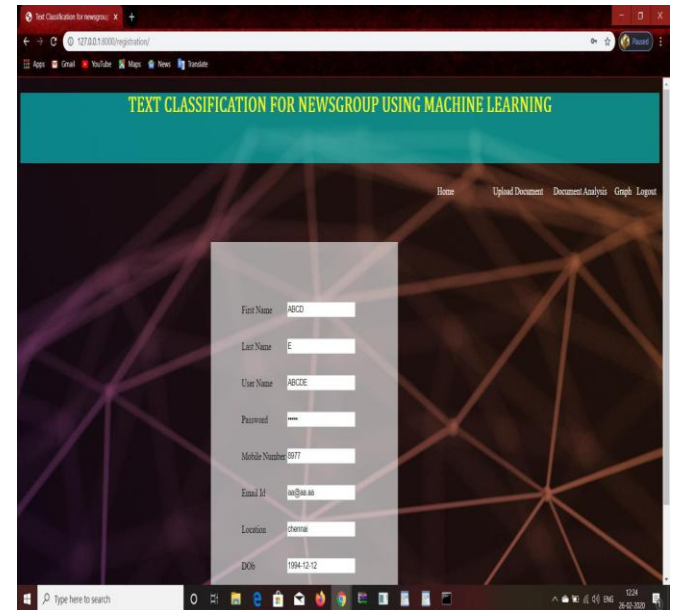 Text Classification for newsgroup
127.0.0.1:8000/registration/
Paused
Apps Gmail YouTube Maps News Translate
TEXT CLASSIFICATION FOR NEWSGROUP USING MACHINE LEARNING
Home Upload Document Document Analysis Graph Logout
First Name ABCD
Last Name E
User Name ABCDE
Password •••••
Mobile Number 8977
Email Id aa@aa.aa
Location chennai
DOb 1994-12-12
Type here to search
ENG
12:24
26-02-2020